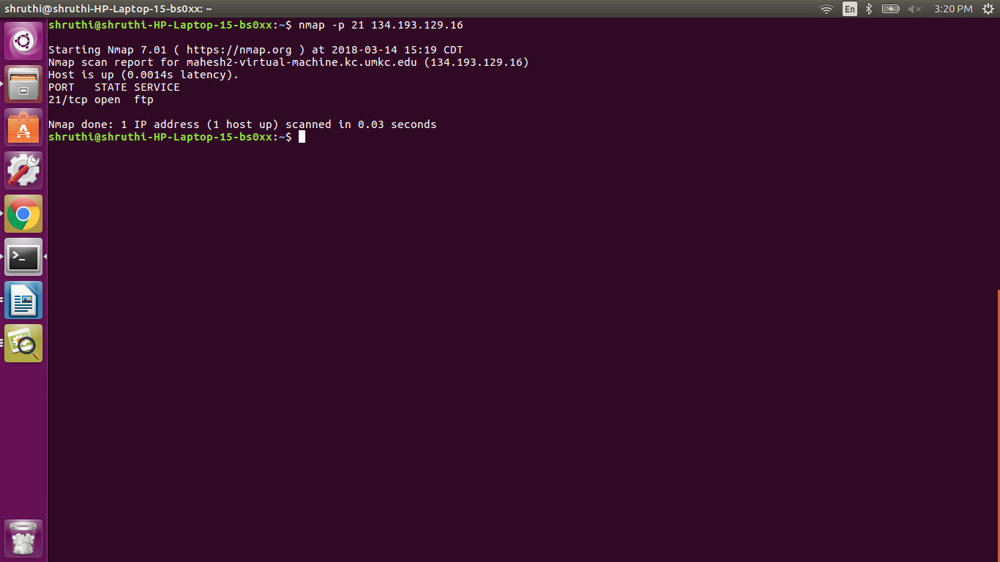 shruthi@shruthi-HP-Laptop-15-bs0xx: ~
En
3:20 PM
shruthi@shruthi-HP-Laptop-15-bs0xx:~$ nmap -p 21 134.193.129.16
Starting Nmap 7.01 ( https://nmap.org ) at 2018-03-14 15:19 CDT
Nmap scan report for mahesh2-virtual-machine.kc.umkc.edu (134.193.129.16)
Host is up (0.0014s latency).
PORT   STATE SERVICE
21/tcp open  ftp
Nmap done: 1 IP address (1 host up) scanned in 0.03 seconds
shruthi@shruthi-HP-Laptop-15-bs0xx:~$